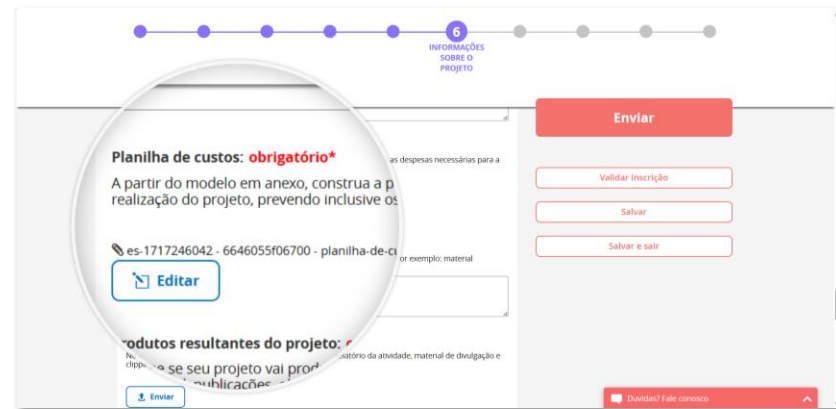 6
INFORMAÇÕES
SOBRE O
PROJETO
Enviar
Planilha de custos: obrigatório*
as despesas necessárias para a
A partir do modelo em anexo, construa a p
realização do projeto, prevendo inclusive os
Validar Inscrição
Salvar
Salvar e sair
es-1717246042 - 6646055f06700 - planilha-de-cu
or exemplo: material
Editar
rodutos resultantes do projeto:
elatório da atividade, material de divulgação e
e se seu projeto vai prod
publicações
Enviar
Duvidas? Fale conosco